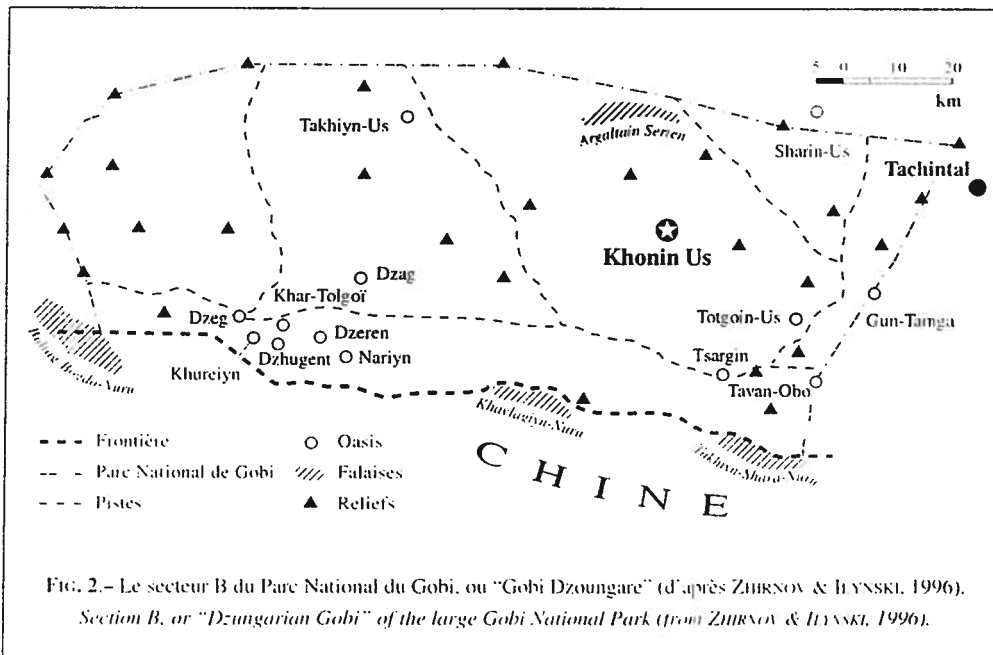 5 0 10 20
km
Takhiyn-Us
Argaltain Serien
Sharin-Us
Tachintal
Khonin Us
Dzag
Khar-Tolgoï
Dzeg
Dzeren
Totgoin-Us
Gun-Tamga
Khureiyn
Dzhugent
Nariyn
Tsargin
Tavan-Obo
Khavtagiyn-Nuru
Takhiyn-Shara-Nuru
CHINE
Frontière
Oasis
Parc National de Gobi
Falaises
Pistes
Reliefs
FIG. 2.– Le secteur B du Parc National du Gobi, ou “Gobi Dzoungare” (d'après ZHIRNOV & ILYNSKI, 1996).
Section B, or “Dzungarian Gobi” of the large Gobi National Park (from ZHIRNOV & ILYNSKI, 1996).